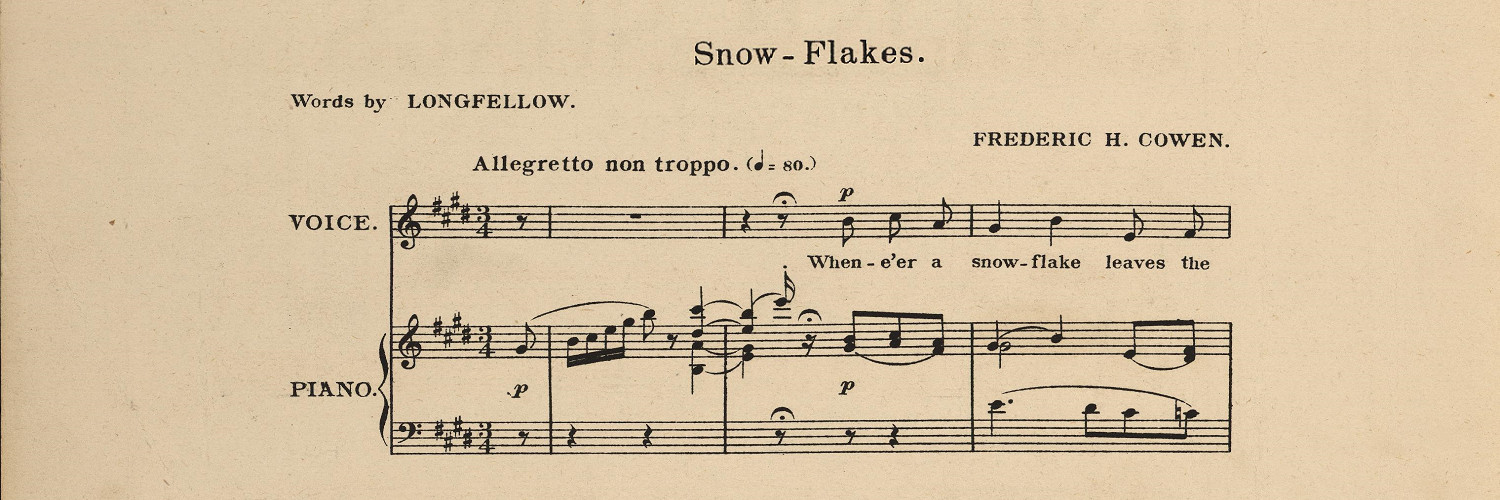 Snow-Flakes.
Words by LONGFELLOW.
FREDERIC H. COWEN.
Allegretto non troppo. (♩= 80.)
p
VOICE.
When-e'er a snow-flake leaves the
PIANO.
p p